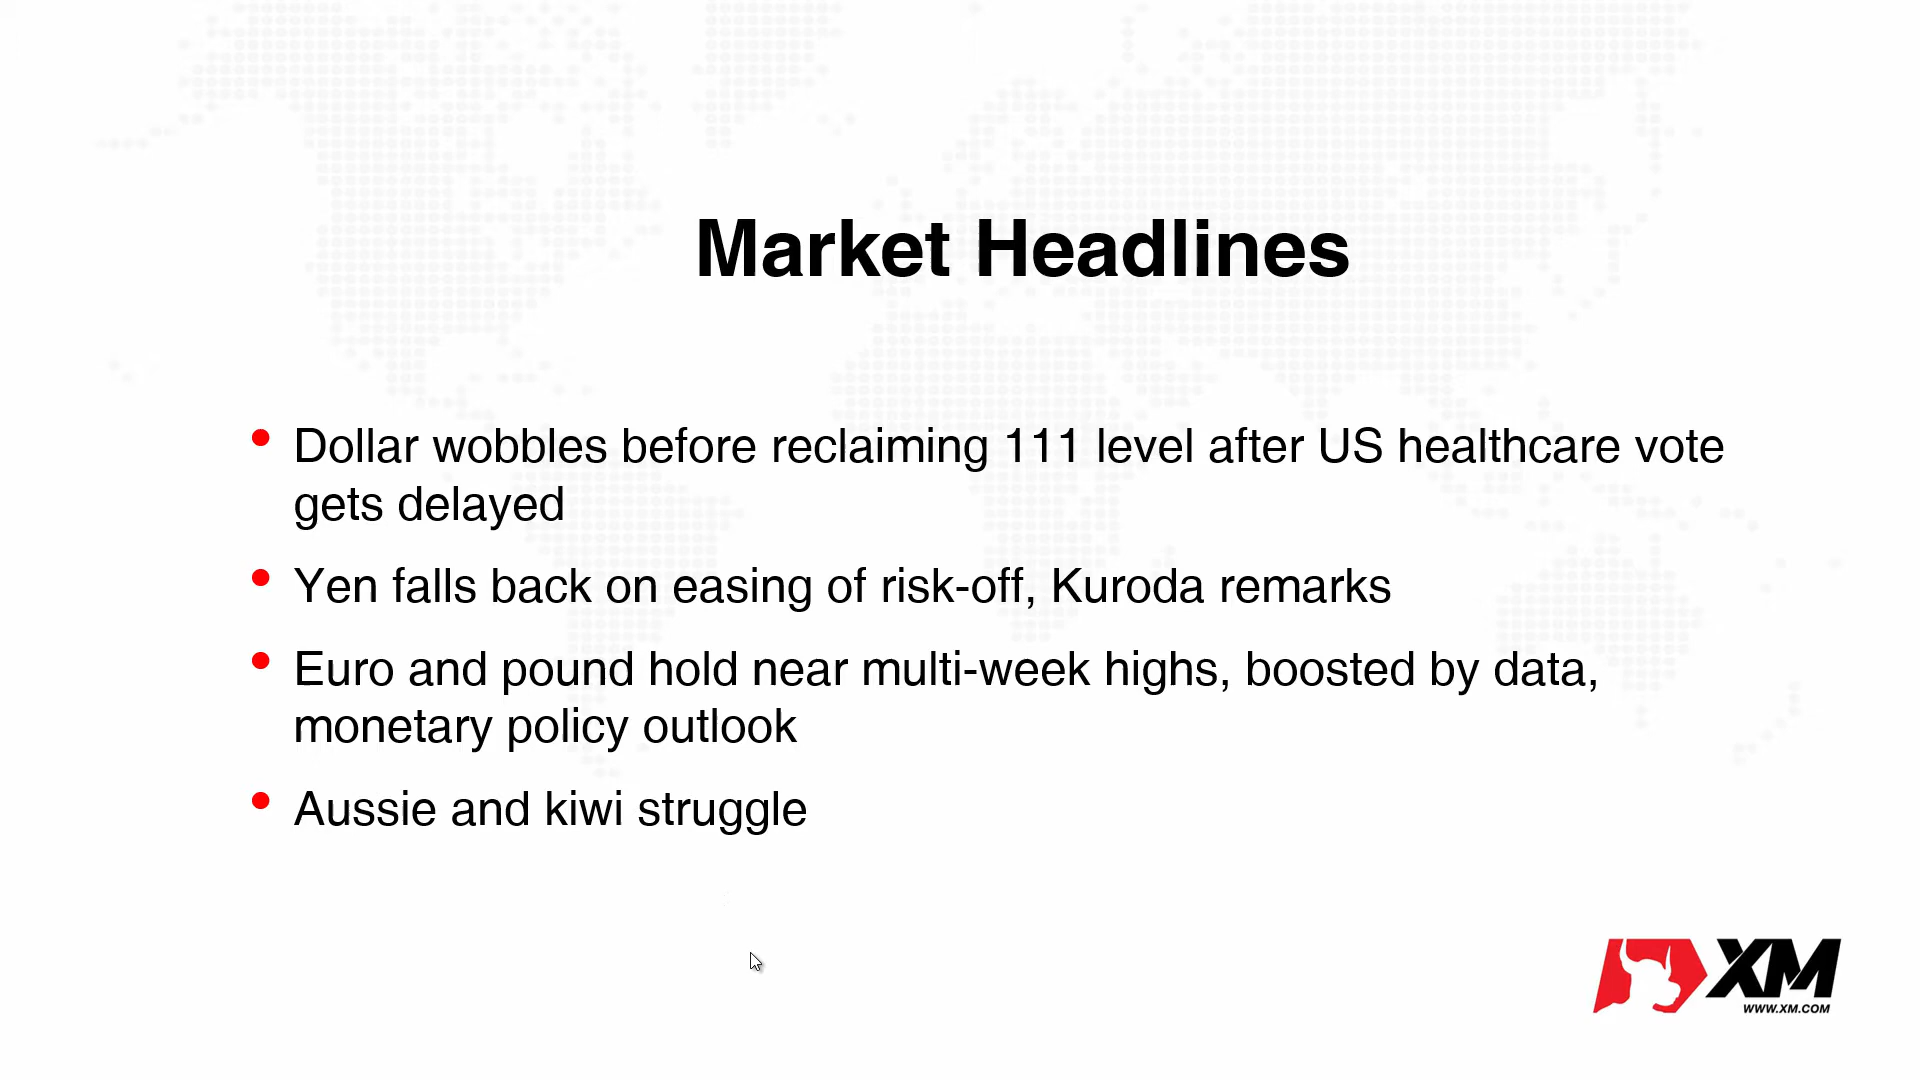 Market Headlines
Dollar wobbles before reclaiming 111 level after US healthcare vote
gets delayed
Yen falls back on easing of risk-off, Kuroda remarks
Euro and pound hold near multi-week highs, boosted by data,
monetary policy outlook
Aussie and kiwi struggle
XM
WWW.XM.COM